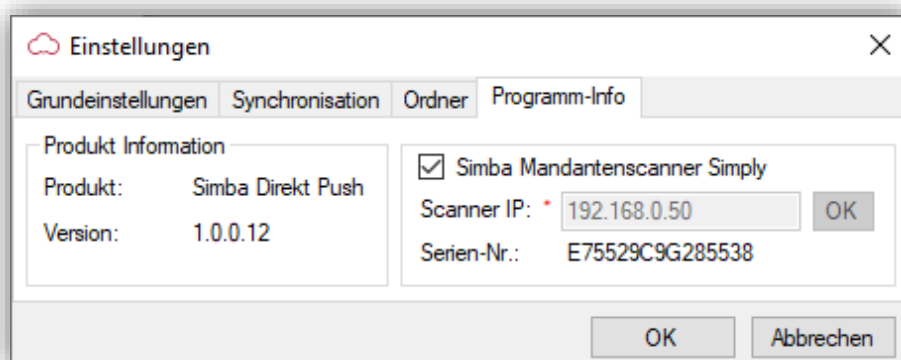 Einstellungen
Grundeinstellungen Synchronisation Ordner Programm-Info
Produkt Information
Produkt: Simba Direkt Push
Version: 1.0.0.12
Simba Mandantenscanner Simply
Scanner IP: * 192.168.0.50 OK
Serien-Nr.: E75529C9G285538
OK Abbrechen